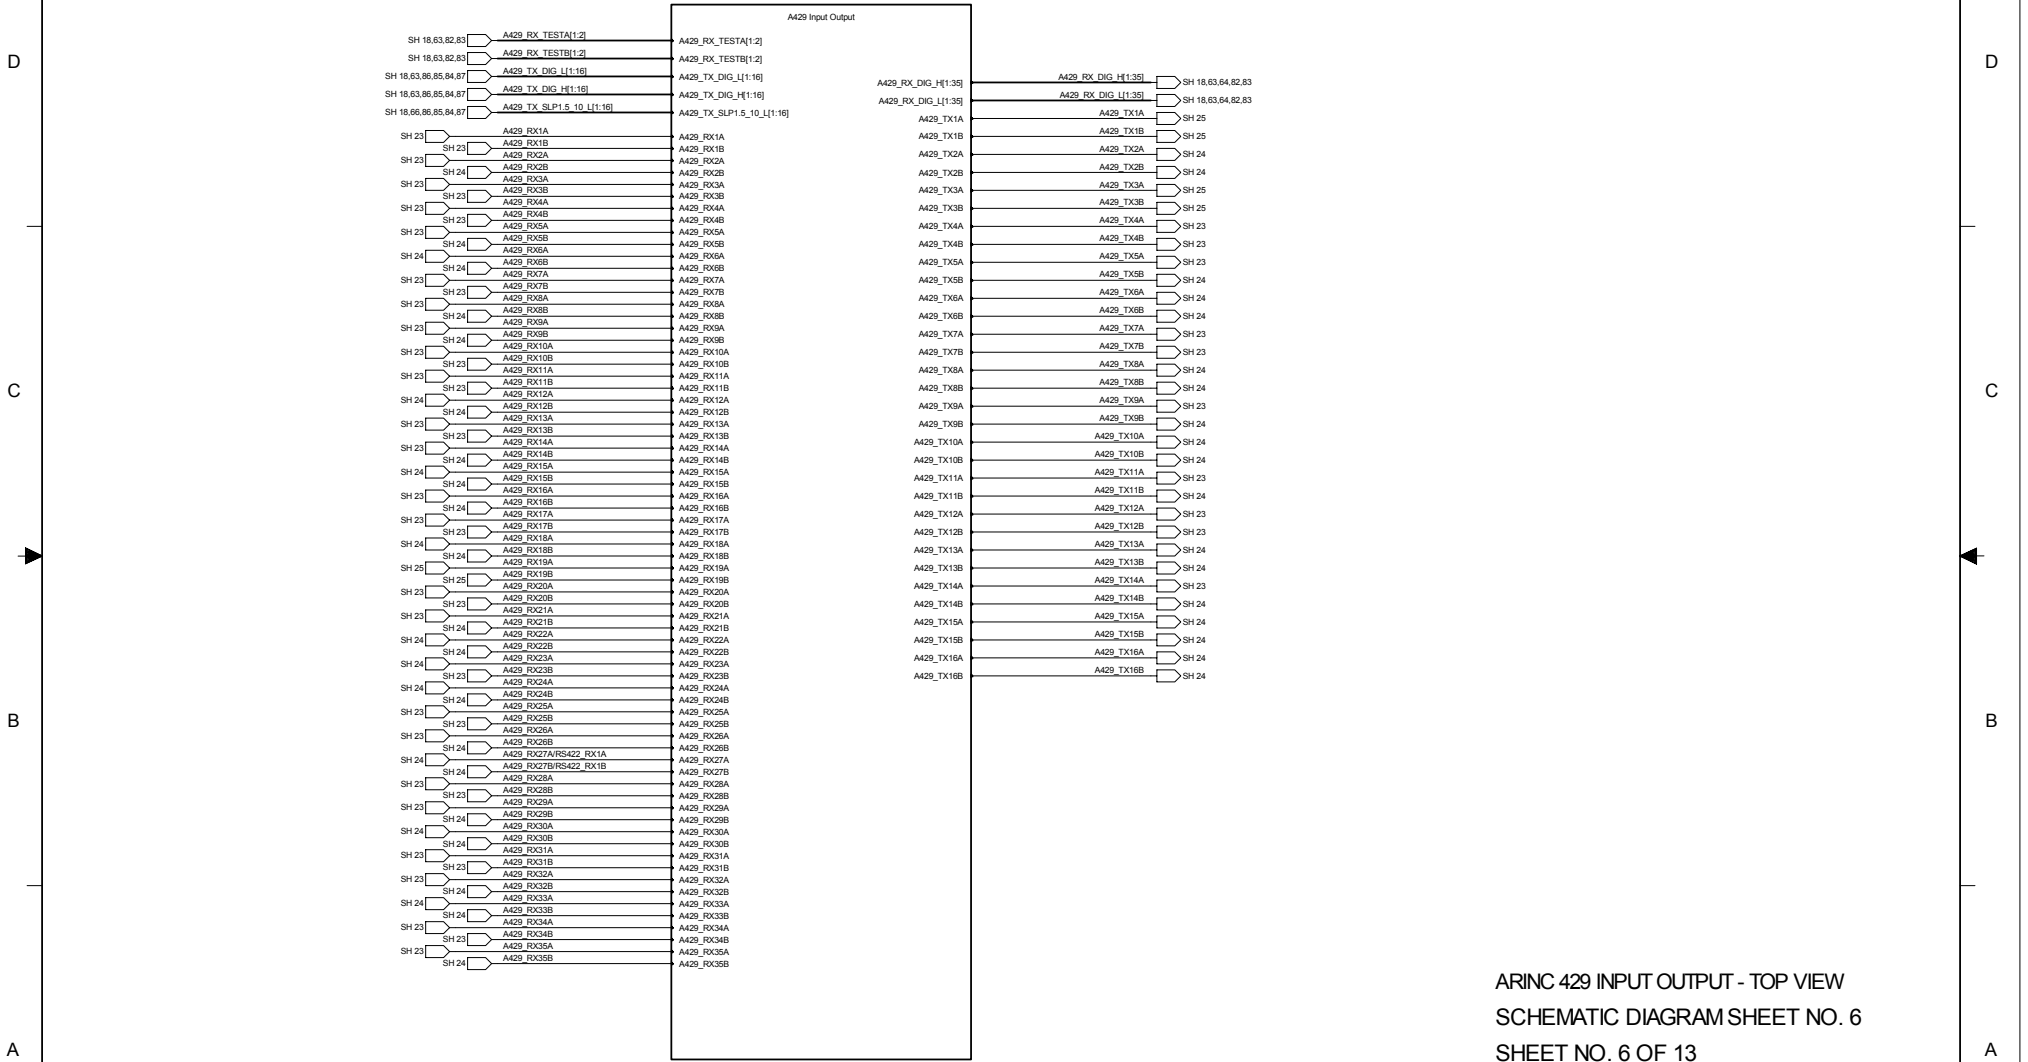 A429 Input Output
D
D
SH 18,63,82,83 A429_RX_TESTA[1:2] A429_RX_TESTA[1:2]
SH 18,63,82,83 A429_RX_TESTB[1:2] A429_RX_TESTB[1:2]
SH 18,63,86,85,84,87 A429_TX_DIG_L[1:16] A429_TX_DIG_L[1:16]
SH 18,63,86,85,84,87 A429_TX_DIG_H[1:16] A429_TX_DIG_H[1:16]
SH 18,66,86,85,84,87 A429_TX_SLP1.5_10_L[1:16] A429_TX_SLP1.5_10_L[1:16]
SH 23 A429_RX1A A429_RX1A
SH 23 A429_RX1B A429_RX1B
SH 23 A429_RX2A A429_RX2A
SH 24 A429_RX2B A429_RX2B
SH 23 A429_RX3A A429_RX3A
SH 23 A429_RX3B A429_RX3B
SH 23 A429_RX4A A429_RX4A
SH 23 A429_RX4B A429_RX4B
SH 23 A429_RX5A A429_RX5A
SH 24 A429_RX5B A429_RX5B
SH 24 A429_RX6A A429_RX6A
SH 24 A429_RX6B A429_RX6B
SH 23 A429_RX7A A429_RX7A
SH 23 A429_RX7B A429_RX7B
SH 23 A429_RX8A A429_RX8A
SH 24 A429_RX8B A429_RX8B
SH 23 A429_RX9A A429_RX9A
SH 24 A429_RX9B A429_RX9B
SH 23 A429_RX10A A429_RX10A
SH 23 A429_RX10B A429_RX10B
SH 23 A429_RX11A A429_RX11A
SH 23 A429_RX11B A429_RX11B
SH 24 A429_RX12A A429_RX12A
SH 24 A429_RX12B A429_RX12B
SH 23 A429_RX13A A429_RX13A
SH 23 A429_RX13B A429_RX13B
SH 23 A429_RX14A A429_RX14A
SH 24 A429_RX14B A429_RX14B
SH 24 A429_RX15A A429_RX15A
SH 24 A429_RX15B A429_RX15B
SH 23 A429_RX16A A429_RX16A
SH 24 A429_RX16B A429_RX16B
SH 23 A429_RX17A A429_RX17A
SH 23 A429_RX17B A429_RX17B
SH 24 A429_RX18A A429_RX18A
SH 24 A429_RX18B A429_RX18B
SH 25 A429_RX19A A429_RX19A
SH 25 A429_RX19B A429_RX19B
SH 23 A429_RX20A A429_RX20A
SH 23 A429_RX20B A429_RX20B
SH 23 A429_RX21A A429_RX21A
SH 24 A429_RX21B A429_RX21B
SH 24 A429_RX22A A429_RX22A
SH 24 A429_RX22B A429_RX22B
SH 24 A429_RX23A A429_RX23A
SH 23 A429_RX23B A429_RX23B
SH 24 A429_RX24A A429_RX24A
SH 24 A429_RX24B A429_RX24B
SH 23 A429_RX25A A429_RX25A
SH 23 A429_RX25B A429_RX25B
SH 23 A429_RX26A A429_RX26A
SH 24 A429_RX26B A429_RX26B
SH 24 A429_RX27A/RS422_RX1A A429_RX27A
SH 24 A429_RX27B/RS422_RX1B A429_RX27B
SH 23 A429_RX28A A429_RX28A
SH 23 A429_RX28B A429_RX28B
SH 23 A429_RX29A A429_RX29A
SH 24 A429_RX29B A429_RX29B
SH 24 A429_RX30A A429_RX30A
SH 24 A429_RX30B A429_RX30B
SH 23 A429_RX31A A429_RX31A
SH 23 A429_RX31B A429_RX31B
SH 23 A429_RX32A A429_RX32A
SH 24 A429_RX32B A429_RX32B
SH 24 A429_RX33A A429_RX33A
SH 24 A429_RX33B A429_RX33B
SH 23 A429_RX34A A429_RX34A
SH 23 A429_RX34B A429_RX34B
SH 23 A429_RX35A A429_RX35A
SH 24 A429_RX35B A429_RX35B
A429_RX_DIG_H[1:35] A429_RX_DIG_H[1:35] SH 18,63,64,82,83
A429_RX_DIG_L[1:35] A429_RX_DIG_L[1:35] SH 18,63,64,82,83
A429_TX1A A429_TX1A SH 25
A429_TX1B A429_TX1B SH 25
A429_TX2A A429_TX2A SH 24
A429_TX2B A429_TX2B SH 24
A429_TX3A A429_TX3A SH 25
A429_TX3B A429_TX3B SH 25
A429_TX4A A429_TX4A SH 23
A429_TX4B A429_TX4B SH 23
A429_TX5A A429_TX5A SH 23
A429_TX5B A429_TX5B SH 24
A429_TX6A A429_TX6A SH 24
A429_TX6B A429_TX6B SH 24
A429_TX7A A429_TX7A SH 23
A429_TX7B A429_TX7B SH 23
A429_TX8A A429_TX8A SH 24
A429_TX8B A429_TX8B SH 24
A429_TX9A A429_TX9A SH 23
A429_TX9B A429_TX9B SH 24
A429_TX10A A429_TX10A SH 24
A429_TX10B A429_TX10B SH 24
A429_TX11A A429_TX11A SH 23
A429_TX11B A429_TX11B SH 24
A429_TX12A A429_TX12A SH 23
A429_TX12B A429_TX12B SH 23
A429_TX13A A429_TX13A SH 24
A429_TX13B A429_TX13B SH 24
A429_TX14A A429_TX14A SH 23
A429_TX14B A429_TX14B SH 24
A429_TX15A A429_TX15A SH 24
A429_TX15B A429_TX15B SH 24
A429_TX16A A429_TX16A SH 24
A429_TX16B A429_TX16B SH 24
C
C
B
B
ARINC 429 INPUT OUTPUT - TOP VIEW
SCHEMATIC DIAGRAM SHEET NO. 6
SHEET NO. 6 OF 13
A
A